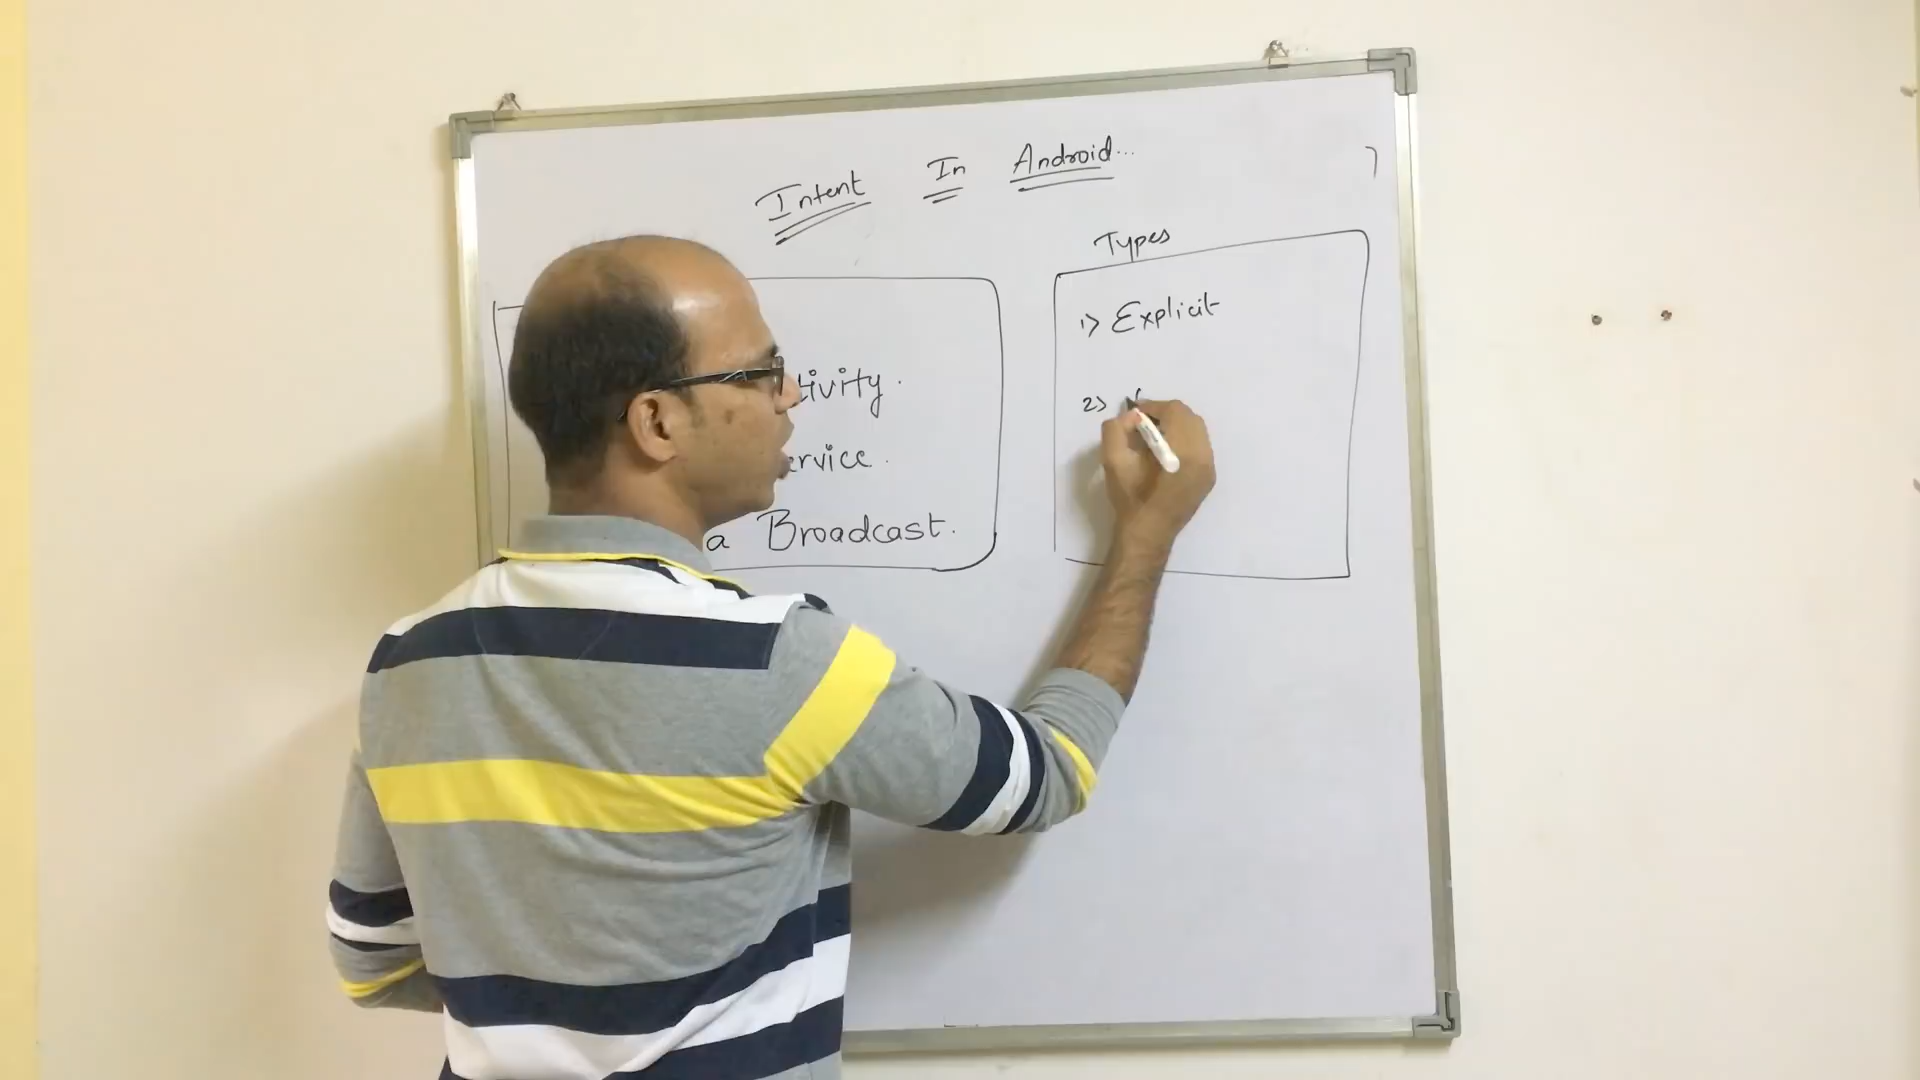 Intent In Android...
tivity.
ervice.
a Broadcast.
Types
1) Explicit
2)